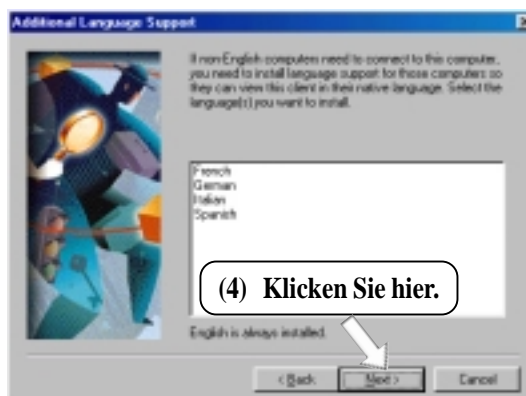 Additional Language Support
If non-English computers need to connect to this computer,
you need to install language support for those computers so
they can view this client in their native language. Select the
language(s) you want to install.
French
German
Italian
Spanish
(4) Klicken Sie hier.
English is always installed.
< Back
Next >
Cancel